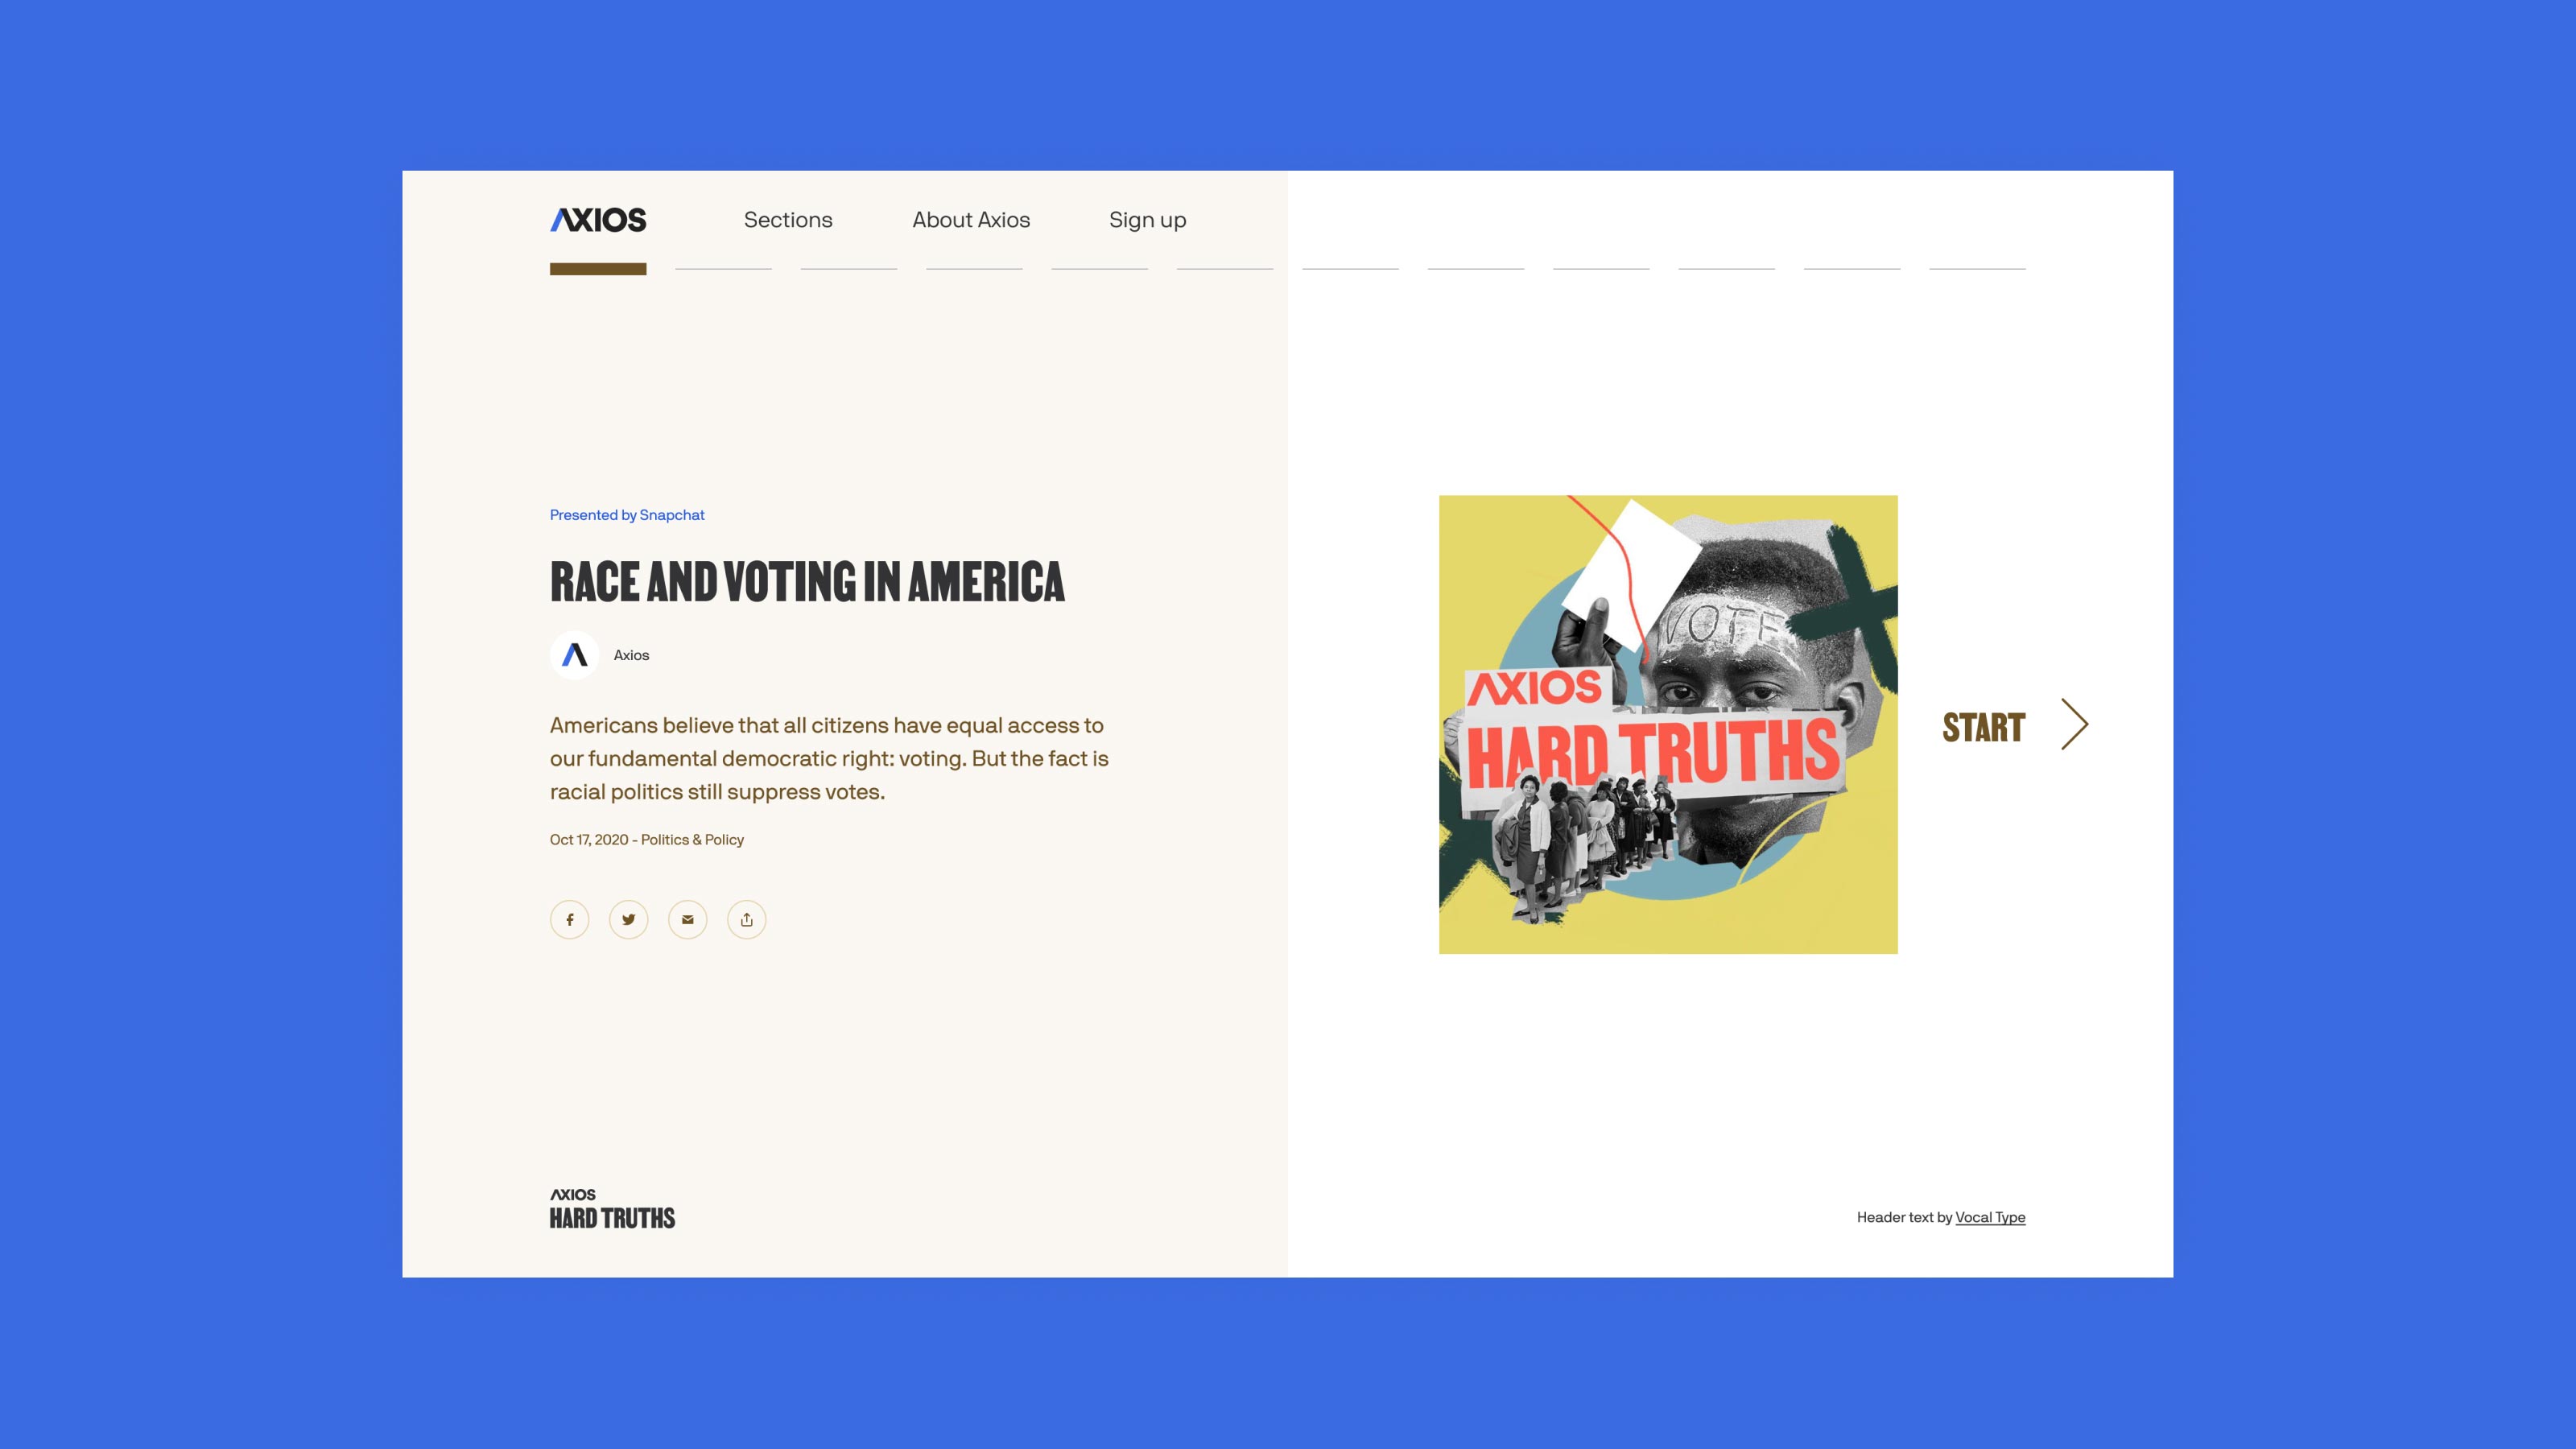 AXIOS
Sections
About Axios
Sign up
Presented by Snapchat
RACE AND VOTING IN AMERICA
Axios
Americans believe that all citizens have equal access to
our fundamental democratic right: voting. But the fact is
racial politics still suppress votes.
Oct 17, 2020 - Politics & Policy
VOTE
AXIOS
HARD TRUTHS
START
AXIOS
HARD TRUTHS
Header text by Vocal Type